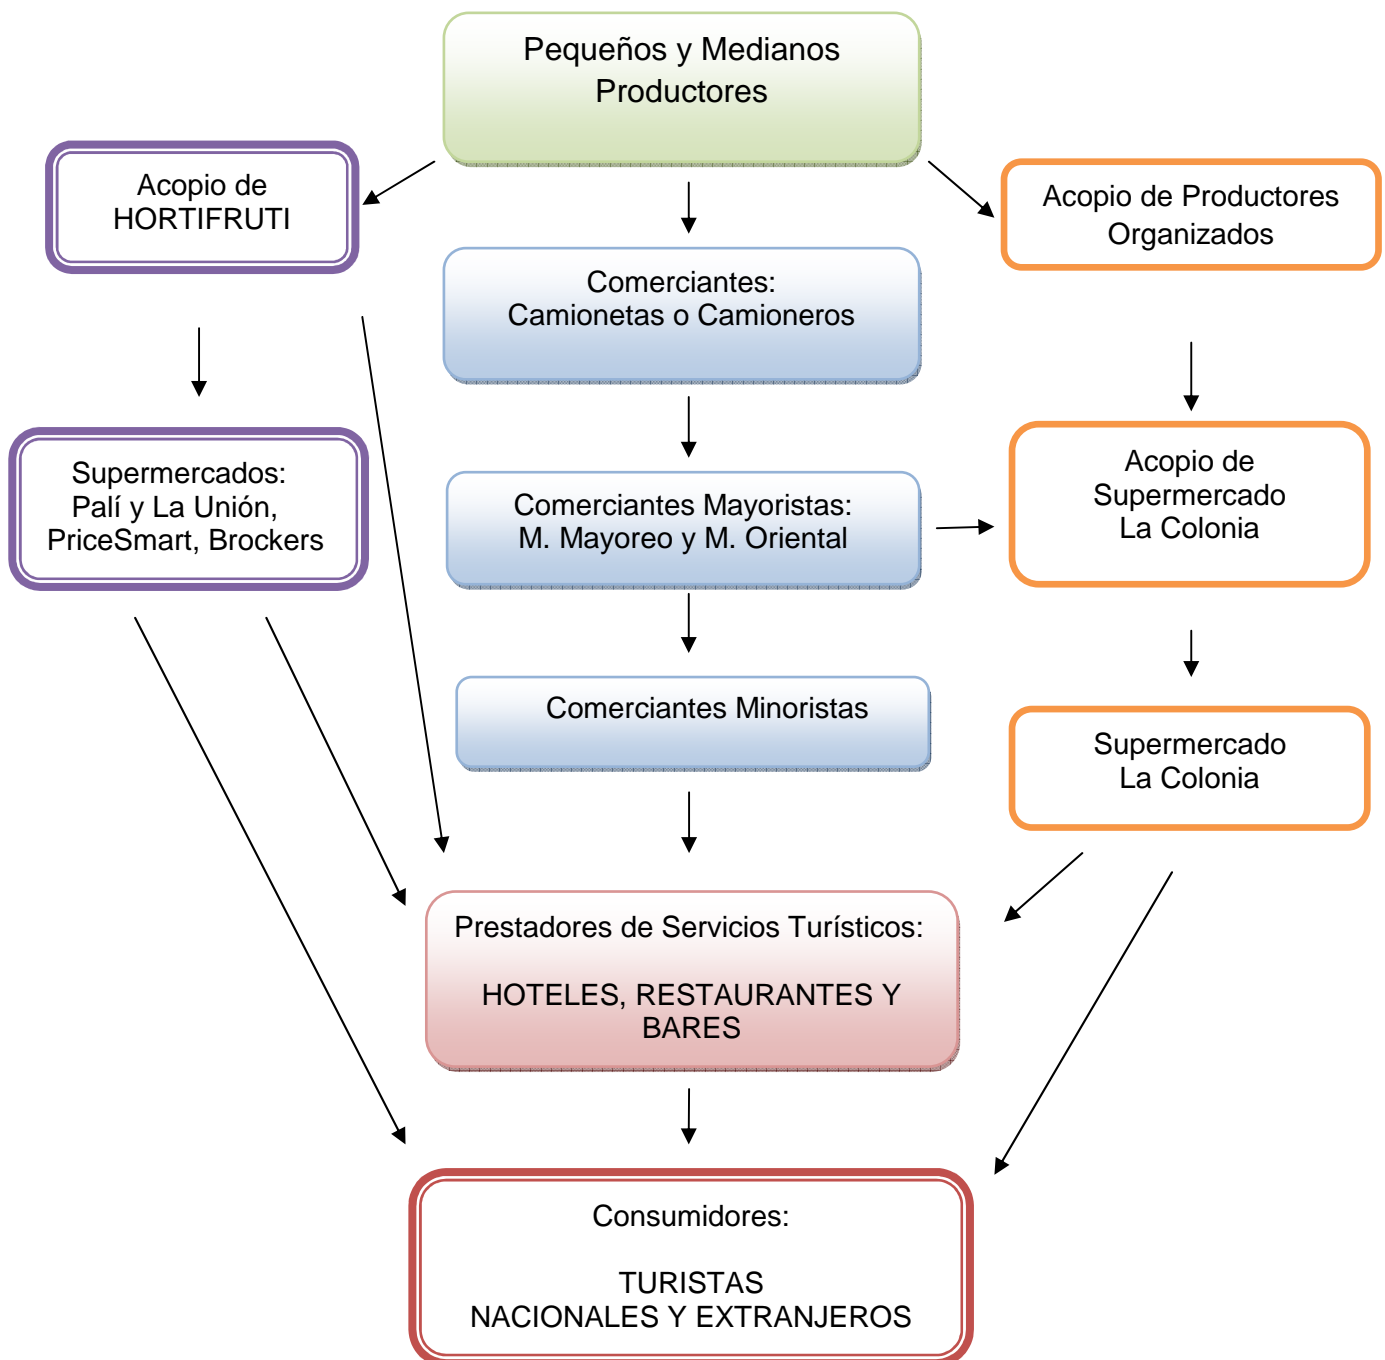 Pequeños y Medianos
Productores
Acopio de
HORTIFRUTI
Acopio de Productores
Organizados
Comerciantes:
Camionetas o Camioneros
Supermercados:
Palí y La Unión,
PriceSmart, Brockers
Comerciantes Mayoristas:
M. Mayoreo y M. Oriental
Acopio de
Supermercado
La Colonia
Comerciantes Minoristas
Supermercado
La Colonia
Prestadores de Servicios Turísticos:
HOTELES, RESTAURANTES Y
BARES
Consumidores:
TURISTAS
NACIONALES Y EXTRANJEROS